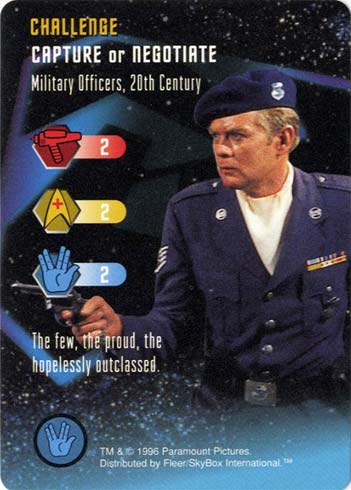 CHALLENGE
CAPTURE or NEGOTIATE
Military Officers, 20th Century
2
2
2
The few, the proud, the
hopelessly outclassed.
TM & © 1996 Paramount Pictures.
Distributed by Fleer/SkyBox International.™